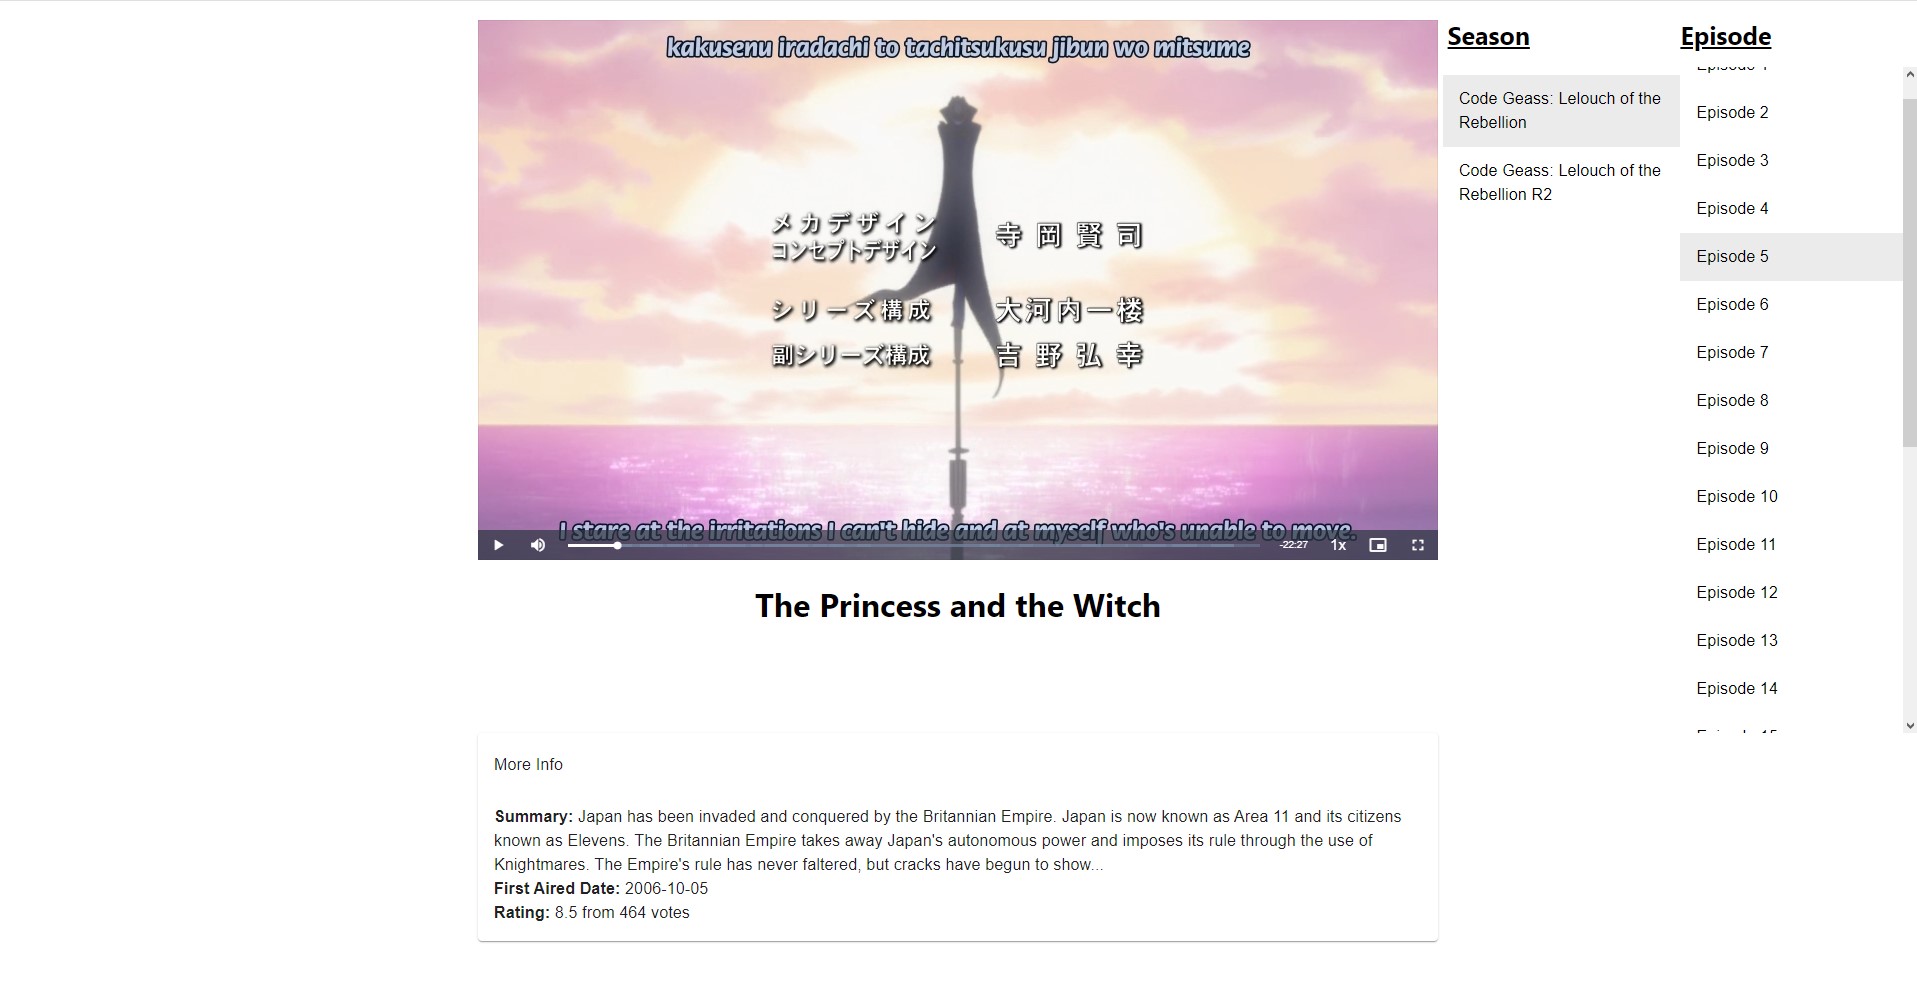 kakusenu iradachi to tachitsukusu jibun wo mitsume
メカデザイン
コンセプトデザイン
寺岡賢司
シリーズ構成
大河内一楼
副シリーズ構成
吉野弘幸
I stare at the irritations I can't hide and at myself who's unable to move.
-22:27
1x
The Princess and the Witch
Season
Code Geass: Lelouch of the
Rebellion
Code Geass: Lelouch of the
Rebellion R2
Episode
Episode 1
Episode 2
Episode 3
Episode 4
Episode 5
Episode 6
Episode 7
Episode 8
Episode 9
Episode 10
Episode 11
Episode 12
Episode 13
Episode 14
Episode 15
More Info
Summary: Japan has been invaded and conquered by the Britannian Empire. Japan is now known as Area 11 and its citizens
known as Elevens. The Britannian Empire takes away Japan's autonomous power and imposes its rule through the use of
Knightmares. The Empire's rule has never faltered, but cracks have begun to show...
First Aired Date: 2006-10-05
Rating: 8.5 from 464 votes